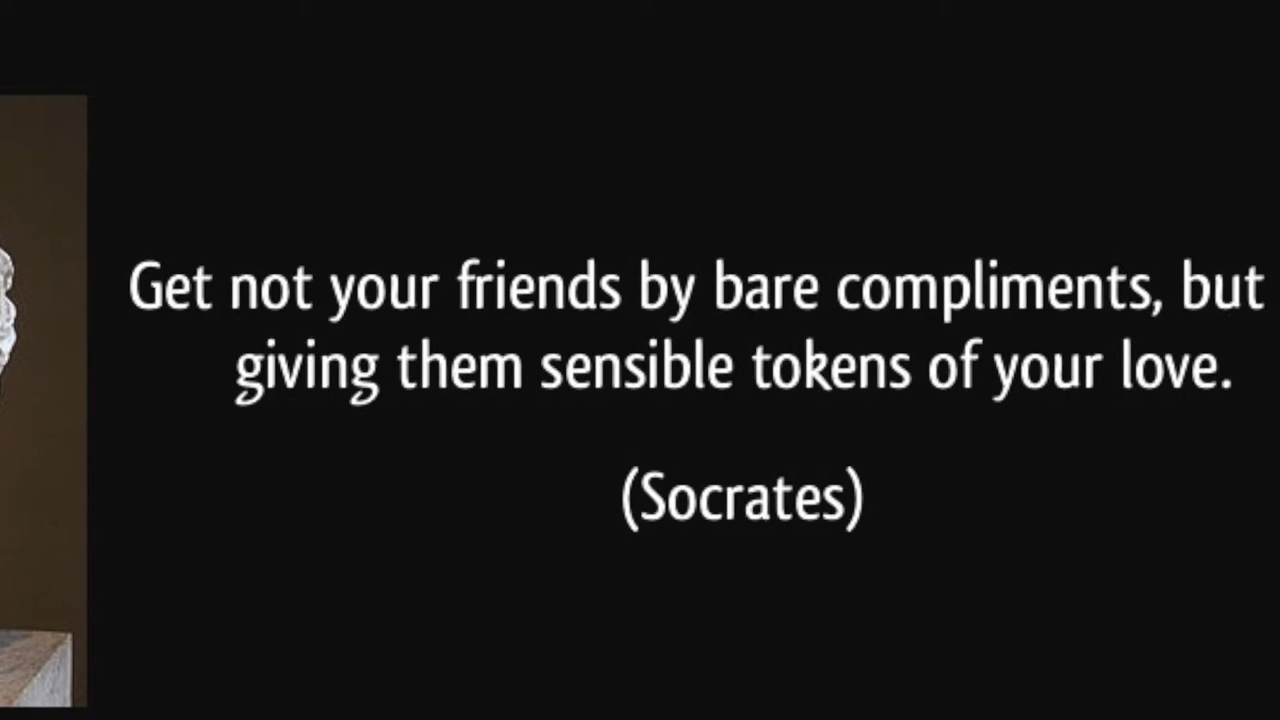 Get not your friends by bare compliments, but
giving them sensible tokens of your love.
(Socrates)